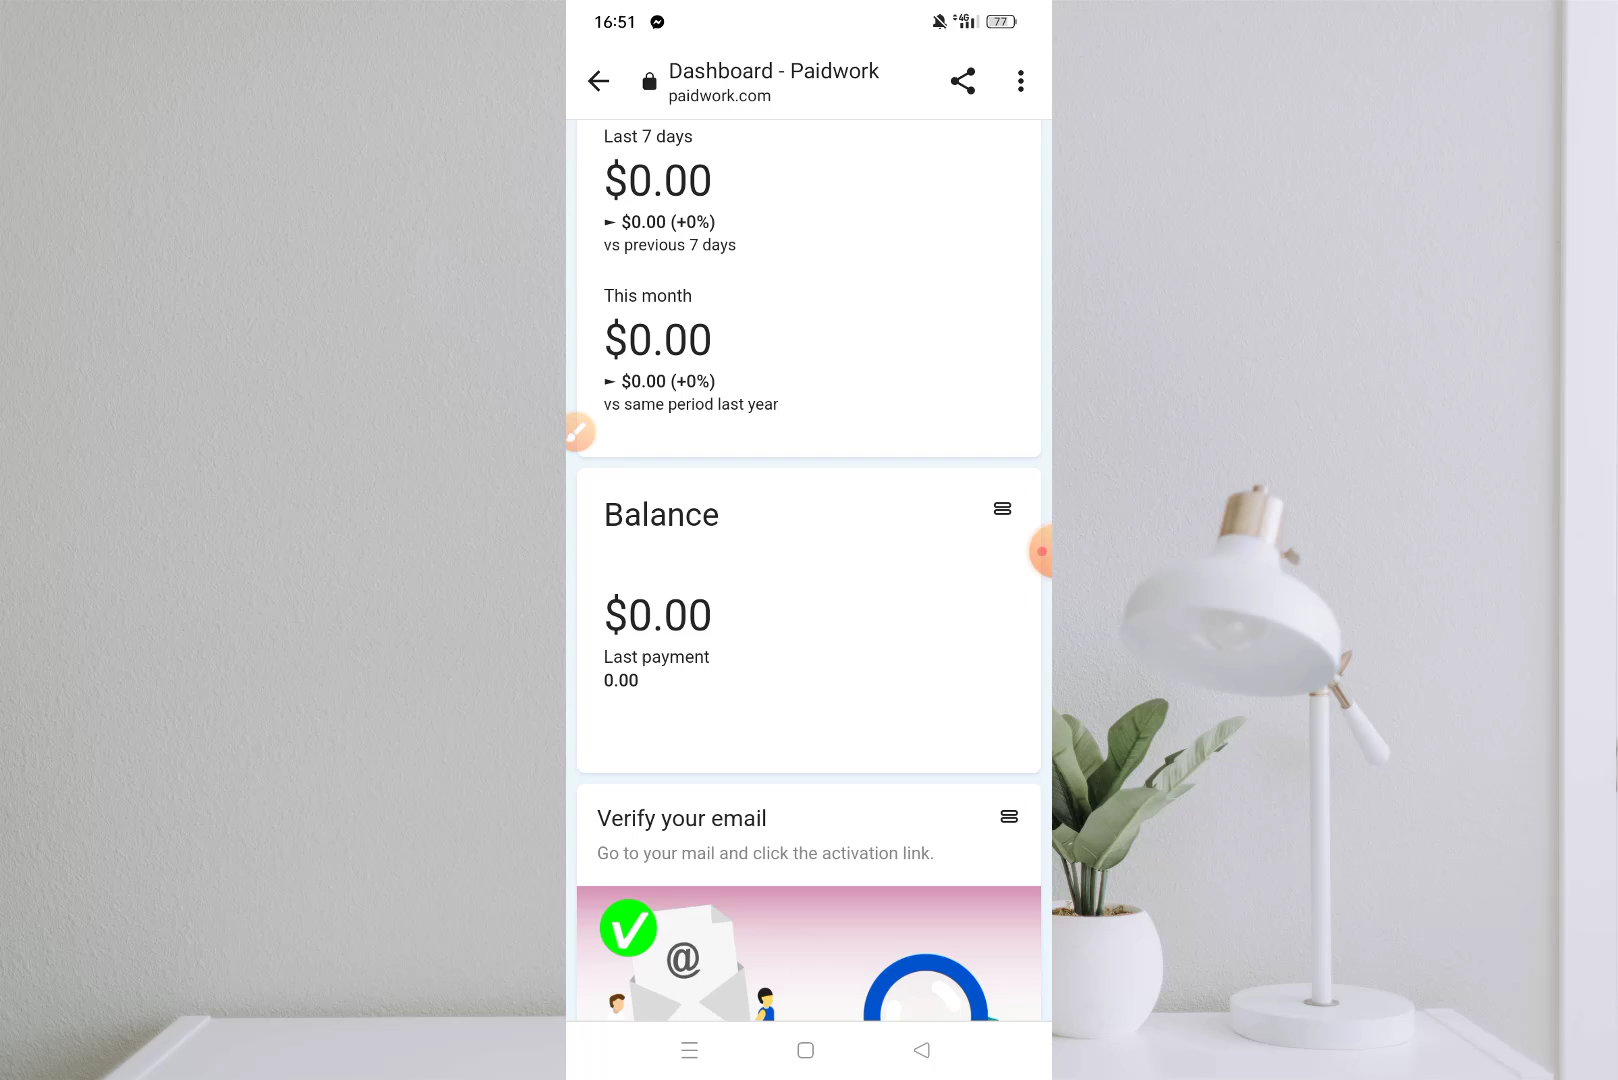 16:51
4G
77
Dashboard - Paidwork
paidwork.com
Last 7 days
$0.00
$0.00 (+0%)
vs previous 7 days
This month
$0.00
$0.00 (+0%)
vs same period last year
Balance
$0.00
Last payment
0.00
Verify your email
Go to your mail and click the activation link.
@